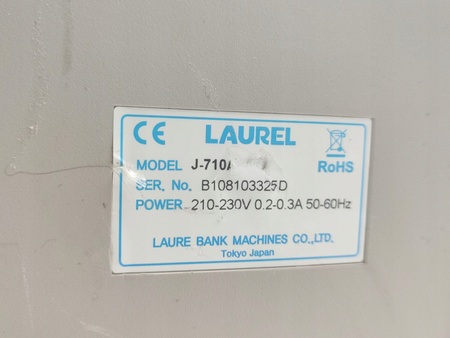 CE LAUREL
MODEL J-710A
RoHS
SER. No. B108103325D
POWER 210-230V 0.2-0.3A 50-60Hz
LAURE BANK MACHINES CO.,LTD.
Tokyo Japan